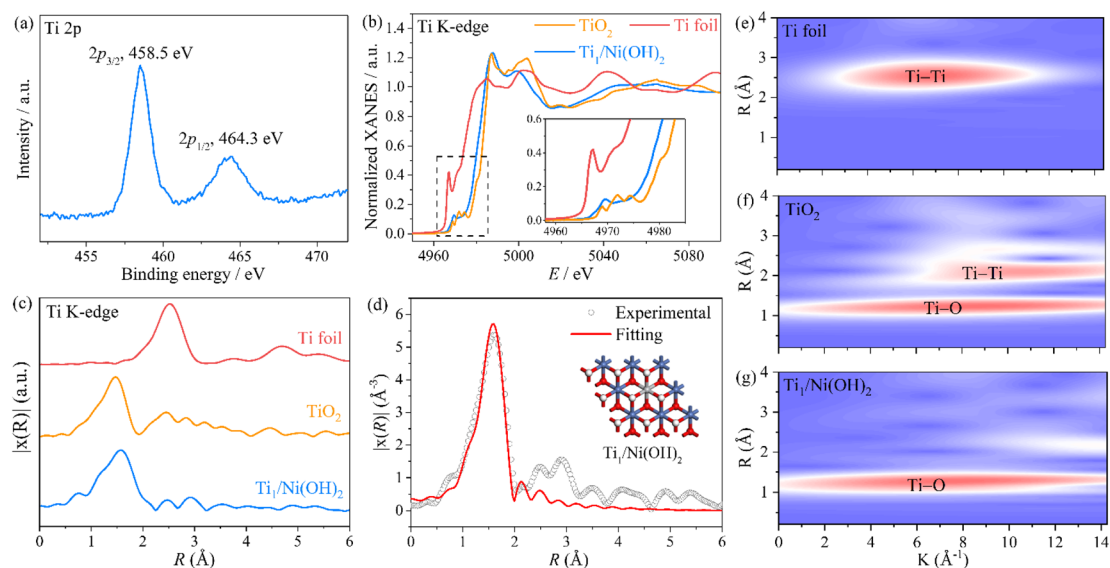 (a)
Ti 2p
2p3/2, 458.5 eV
2p1/2, 464.3 eV
Intensity / a.u.
455
460
465
470
Binding energy / eV
(b)
Ti K-edge
TiO2
Ti foil
Ti1/Ni(OH)2
Normalized XANES / a.u.
1.2
1.0
0.8
0.6
0.4
0.2
0.0
0.6
0.4
0.2
0.0
4960
4970
4980
4960
5000
5040
5080
E / eV
(c)
Ti K-edge
Ti foil
TiO2
Ti1/Ni(OH)2
|x(R)| (a.u.)
0
1
2
3
4
5
6
R (Å)
(d)
Experimental
Fitting
Ti1/Ni(OH)2
|x(R)| (Å-3)
6
5
4
3
2
1
0
0
1
2
3
4
5
6
R (Å)
(e)
Ti foil
Ti–Ti
R (Å)
4
3
2
1
(f)
TiO2
Ti–Ti
Ti–O
R (Å)
4
3
2
1
(g)
Ti1/Ni(OH)2
Ti–O
R (Å)
4
3
2
1
0
2
4
6
8
10
12
14
K (Å-1)